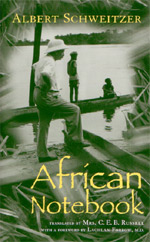 ALBERT SCHWEITZER
African
Notebook
TRANSLATED BY MRS. C. E. B. RUSSELL
WITH A FOREWORD BY LACHLAN FORROW, M.D.